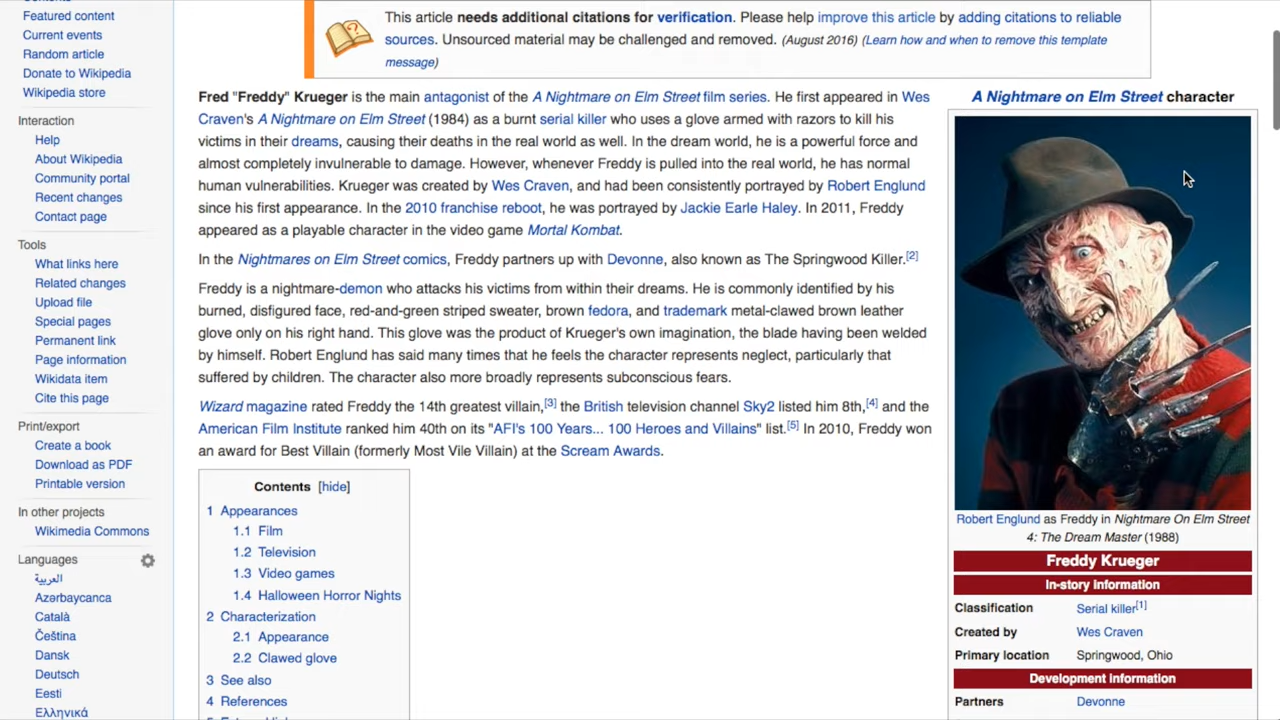 Contents
Featured content
Current events
Random article
Donate to Wikipedia
Wikipedia store
Interaction
Help
About Wikipedia
Community portal
Recent changes
Contact page
Tools
What links here
Related changes
Upload file
Special pages
Permanent link
Page information
Wikidata item
Cite this page
Print/export
Create a book
Download as PDF
Printable version
In other projects
Wikimedia Commons
Languages
العربية
Azərbaycanca
Català
Čeština
Dansk
Deutsch
Eesti
Ελληνικά
This article needs additional citations for verification. Please help improve this article by adding citations to reliable
sources. Unsourced material may be challenged and removed. (August 2016) (Learn how and when to remove this template
message)
Fred "Freddy" Krueger is the main antagonist of the A Nightmare on Elm Street film series. He first appeared in Wes
Craven's A Nightmare on Elm Street (1984) as a burnt serial killer who uses a glove armed with razors to kill his
victims in their dreams, causing their deaths in the real world as well. In the dream world, he is a powerful force and
almost completely invulnerable to damage. However, whenever Freddy is pulled into the real world, he has normal
human vulnerabilities. Krueger was created by Wes Craven, and had been consistently portrayed by Robert Englund
since his first appearance. In the 2010 franchise reboot, he was portrayed by Jackie Earle Haley. In 2011, Freddy
appeared as a playable character in the video game Mortal Kombat.
In the Nightmares on Elm Street comics, Freddy partners up with Devonne, also known as The Springwood Killer.[2]
Freddy is a nightmare-demon who attacks his victims from within their dreams. He is commonly identified by his
burned, disfigured face, red-and-green striped sweater, brown fedora, and trademark metal-clawed brown leather
glove only on his right hand. This glove was the product of Krueger's own imagination, the blade having been welded
by himself. Robert Englund has said many times that he feels the character represents neglect, particularly that
suffered by children. The character also more broadly represents subconscious fears.
Wizard magazine rated Freddy the 14th greatest villain,[3] the British television channel Sky2 listed him 8th,[4] and the
American Film Institute ranked him 40th on its "AFI's 100 Years... 100 Heroes and Villains" list.[5] In 2010, Freddy won
an award for Best Villain (formerly Most Vile Villain) at the Scream Awards.
Contents [hide]
1 Appearances
1.1 Film
1.2 Television
1.3 Video games
1.4 Halloween Horror Nights
2 Characterization
2.1 Appearance
2.2 Clawed glove
3 See also
4 References
A Nightmare on Elm Street character
Robert Englund as Freddy in Nightmare On Elm Street
4: The Dream Master (1988)
Freddy Krueger
In-story information
Classification Serial killer[1]
Created by Wes Craven
Primary location Springwood, Ohio
Development information
Partners Devonne